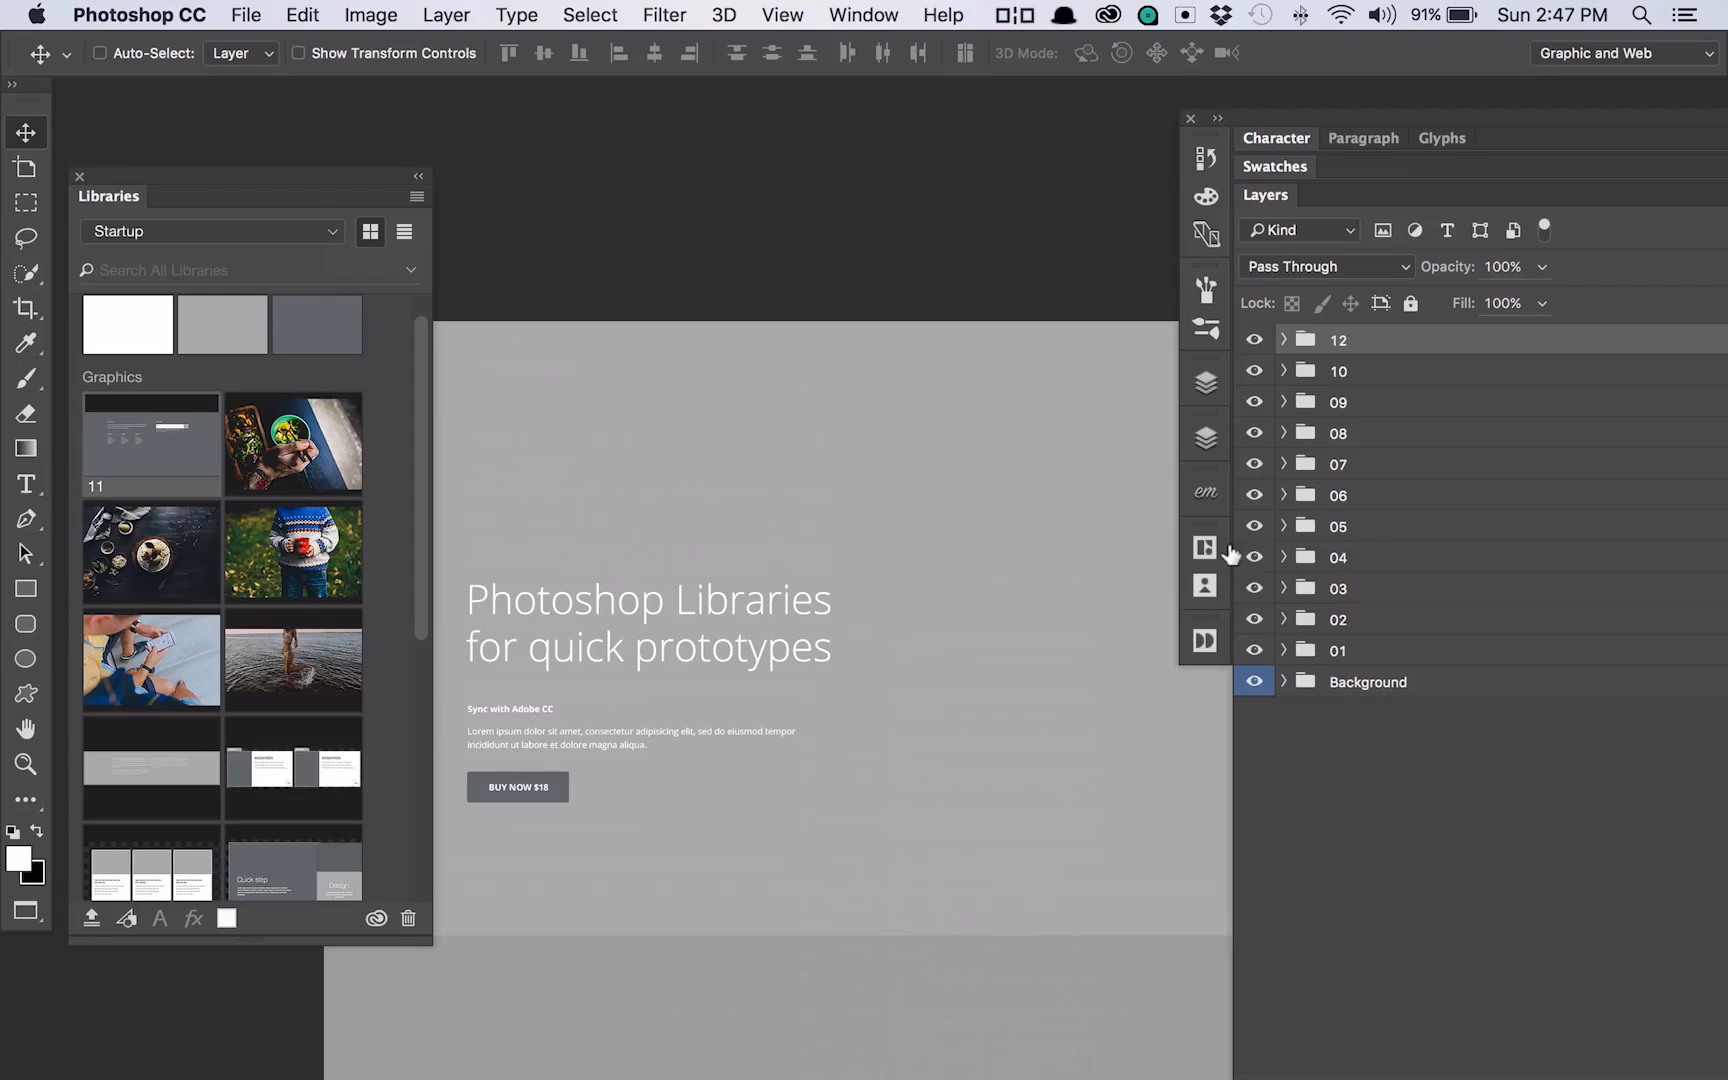 Photoshop CC File Edit Image Layer Type Select Filter 3D View Window Help 91% Sun 2:47 PM
Auto-Select: Layer Show Transform Controls 3D Mode: Graphic and Web
Libraries
Startup
Search All Libraries
Graphics
11
Quick step
Design
Photoshop Libraries
for quick prototypes
Sync with Adobe CC
Lorem ipsum dolor sit amet, consectetur adipisicing elit, sed do eiusmod tempor
incididunt ut labore et dolore magna aliqua.
BUY NOW $18
em
Character Paragraph Glyphs
Swatches
Layers
Kind
Pass Through Opacity: 100%
Lock: Fill: 100%
12
10
09
08
07
06
05
04
03
02
01
Background